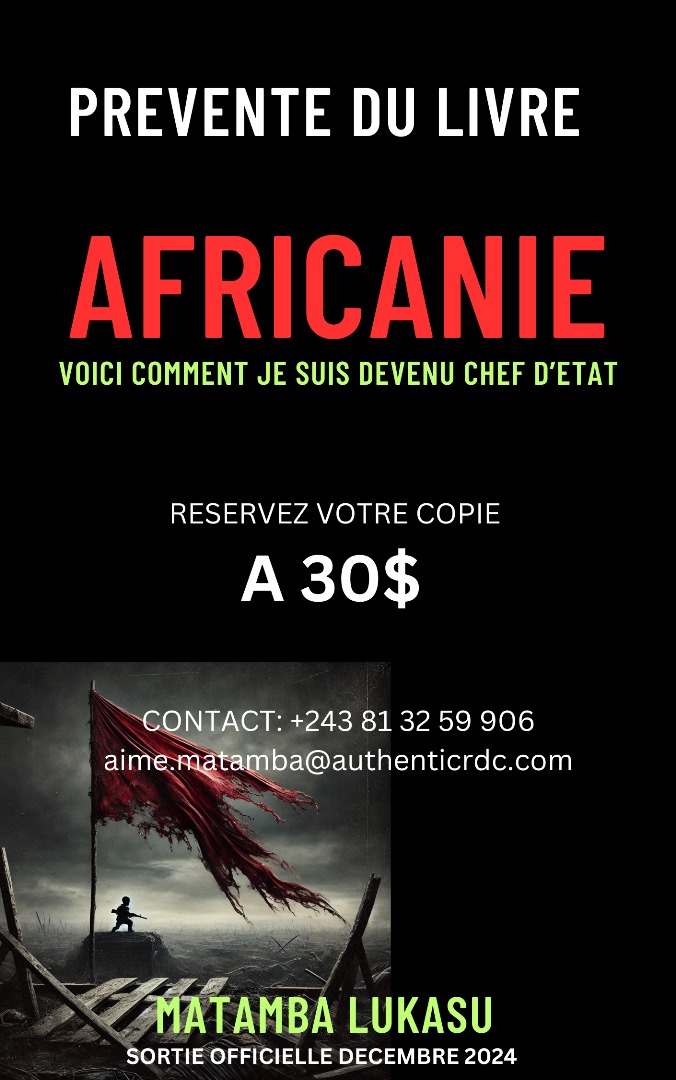 PREVENTE DU LIVRE
AFRICANIE
VOICI COMMENT JE SUIS DEVENU CHEF D'ETAT
RESERVEZ VOTRE COPIE
A 30$
CONTACT: +243 81 32 59 906
aime.matamba@authenticrdc.com
MATAMBA LUKASU
SORTIE OFFICIELLE DECEMBRE 2024